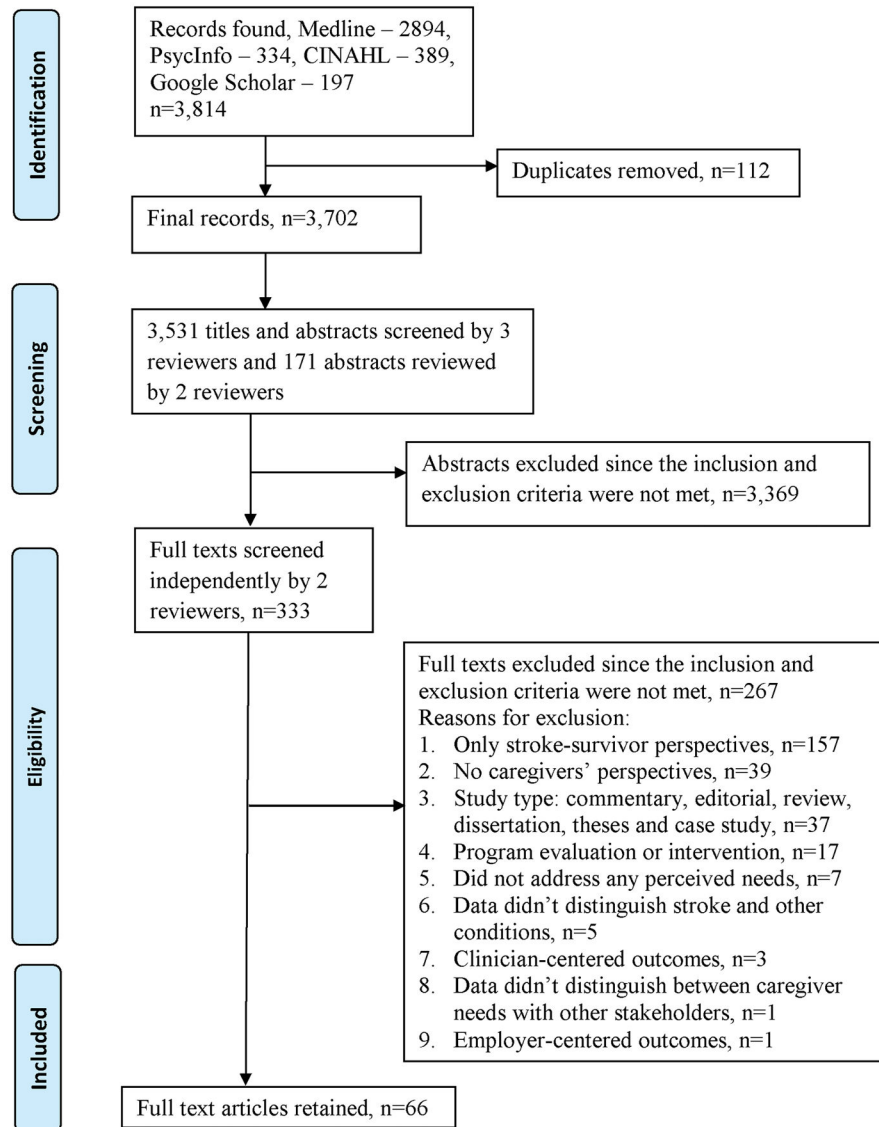 Identification
Records found, Medline – 2894,
PsycInfo – 334, CINAHL – 389,
Google Scholar – 197
n=3,814
Duplicates removed, n=112
Final records, n=3,702
Screening
3,531 titles and abstracts screened by 3
reviewers and 171 abstracts reviewed
by 2 reviewers
Abstracts excluded since the inclusion and
exclusion criteria were not met, n=3,369
Eligibility
Full texts screened
independently by 2
reviewers, n=333
Full texts excluded since the inclusion and
exclusion criteria were not met, n=267
Reasons for exclusion:
1. Only stroke-survivor perspectives, n=157
2. No caregivers’ perspectives, n=39
3. Study type: commentary, editorial, review,
dissertation, theses and case study, n=37
4. Program evaluation or intervention, n=17
5. Did not address any perceived needs, n=7
6. Data didn’t distinguish stroke and other
conditions, n=5
7. Clinician-centered outcomes, n=3
8. Data didn’t distinguish between caregiver
needs with other stakeholders, n=1
9. Employer-centered outcomes, n=1
Included
Full text articles retained, n=66